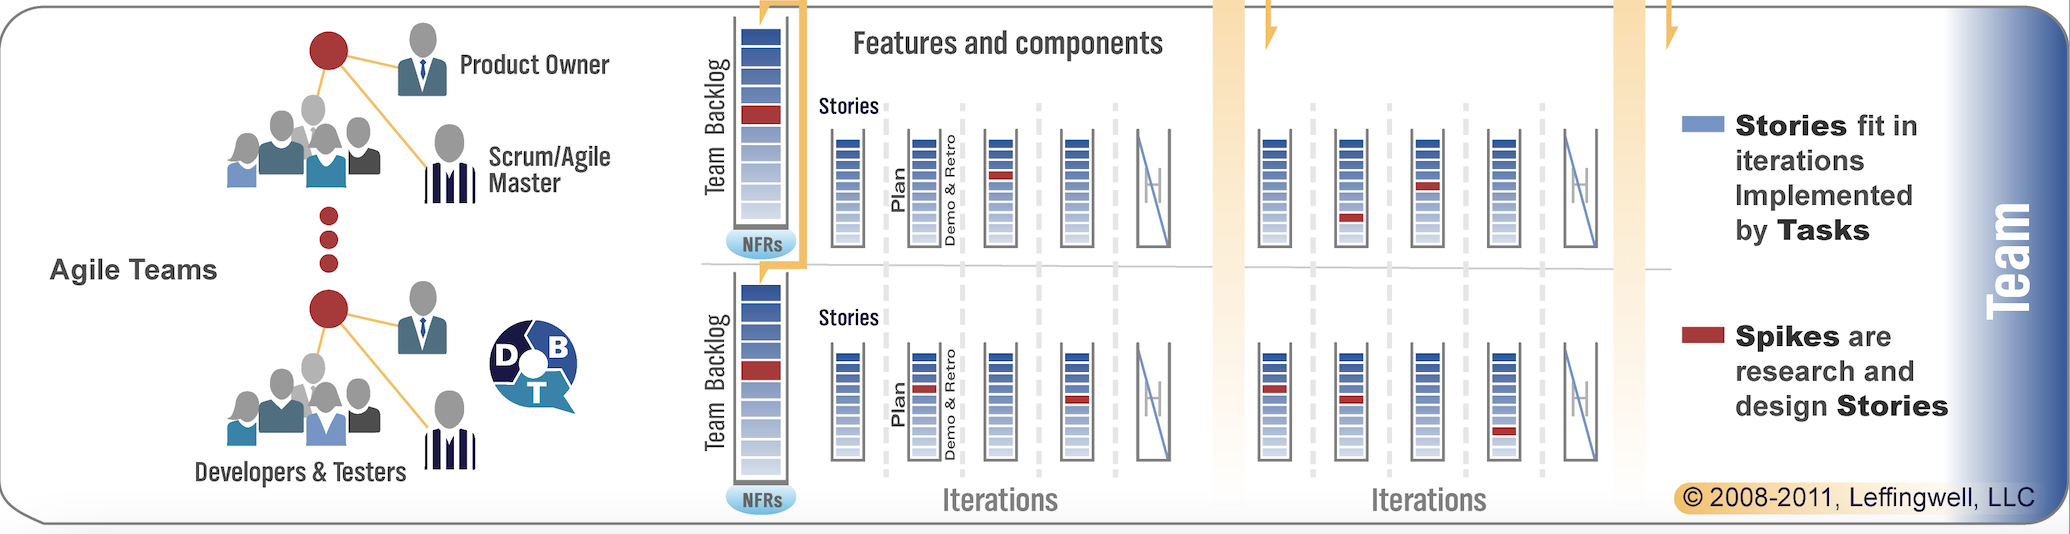 Product Owner
Scrum/Agile
Master
Agile Teams
D B
T
Developers & Testers
Team Backlog
NFRs
Team Backlog
NFRs
Features and components
Stories
Plan
Demo & Retro
H
H
Stories
Plan
Demo & Retro
H
H
Iterations
Iterations
Stories fit in
iterations
Implemented
by Tasks
Spikes are
research and
design Stories
Team
© 2008-2011, Leffingwell, LLC